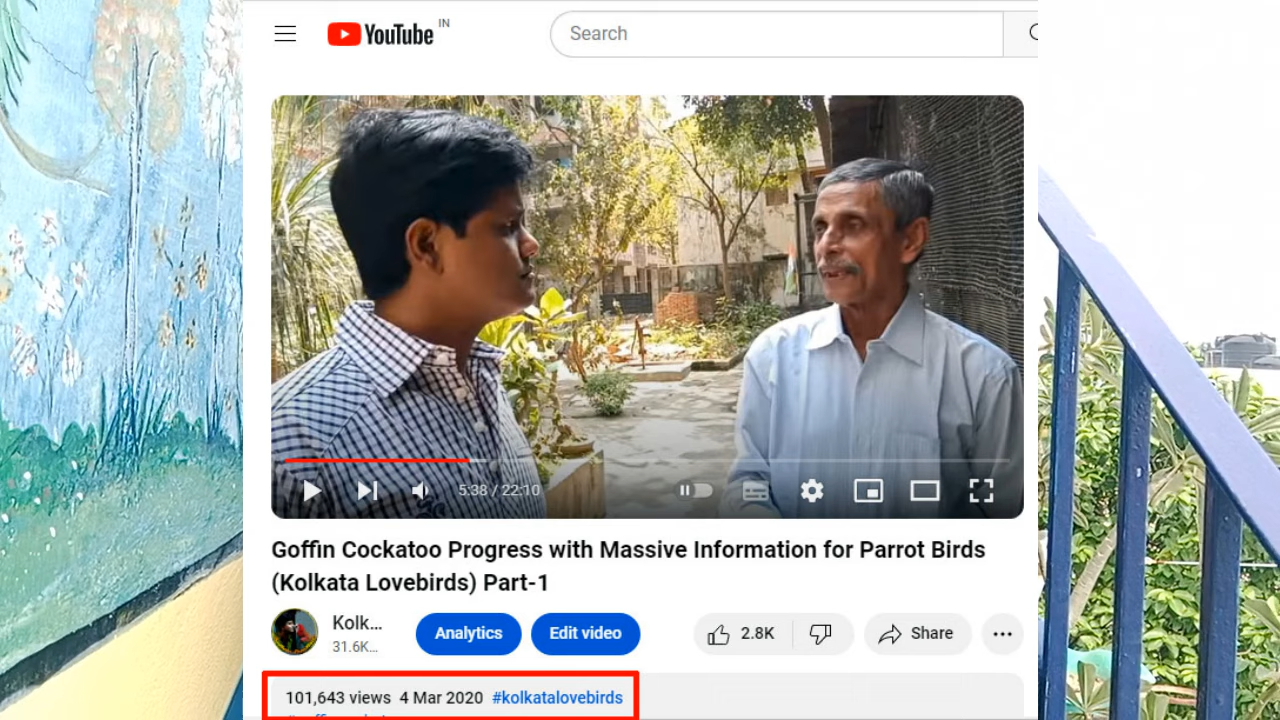 YouTube IN
Search
5:38 / 22:10
Goffin Cockatoo Progress with Massive Information for Parrot Birds
(Kolkata Lovebirds) Part-1
Kolk...
31.6K...
Analytics
Edit video
2.8K
Share
101,643 views 4 Mar 2020 #kolkatalovebirds